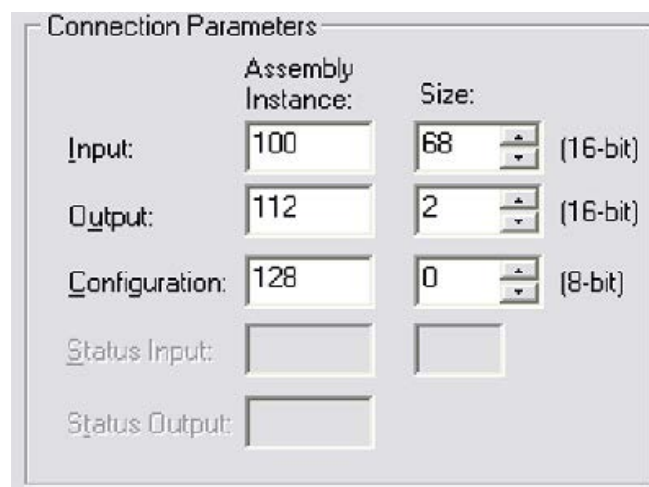 Connection Parameters
Assembly
Instance: Size:
Input: 100 68 (16-bit)
Output: 112 2 (16-bit)
Configuration: 128 0 (8-bit)
Status Input:
Status Output: